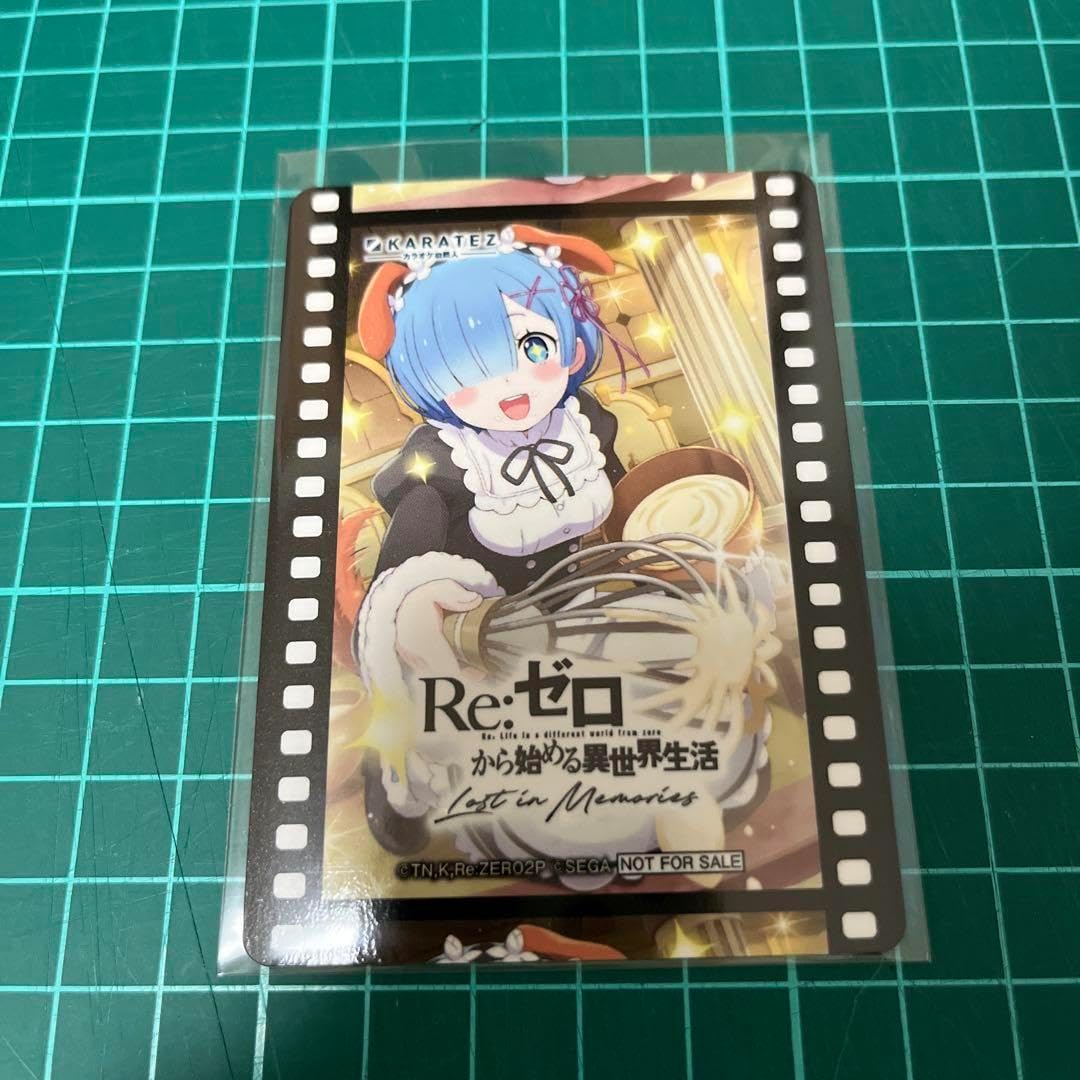 KARATEZ
カラオケの鉄人
Re:ゼロ
Re: Life in a different world from zero
から始める異世界生活
Lost in Memories
©TN,K,Re:ZERO2P ©SEGA NOT FOR SALE